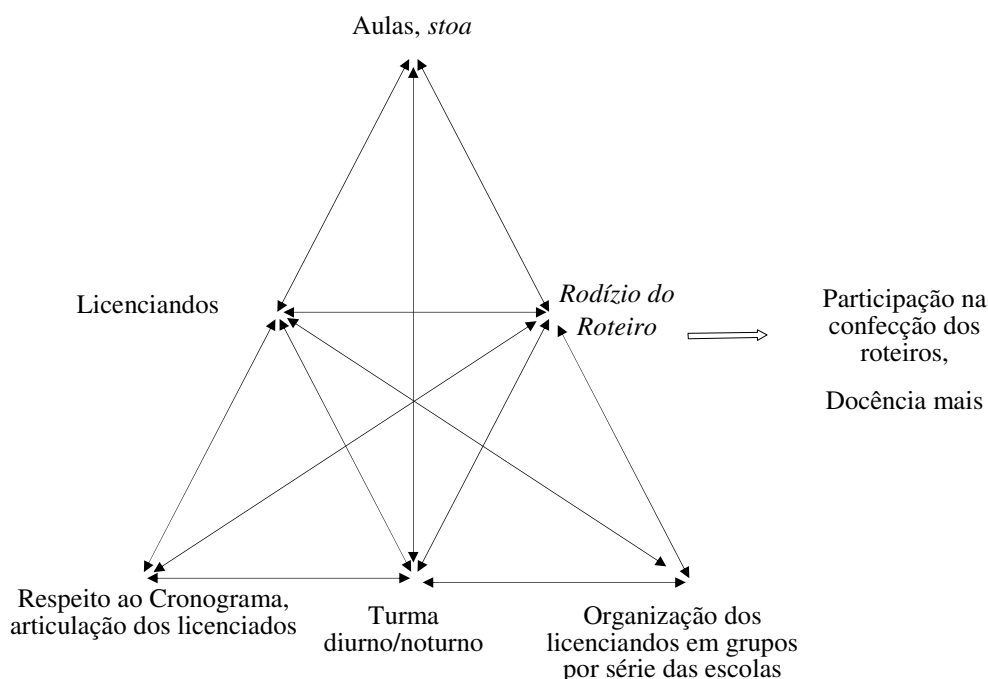 Aulas, stoa
Licenciandos
Rodízio do
Roteiro
Participação na
confecção dos
roteiros,
Docência mais
Respeito ao Cronograma,
articulação dos licenciados
Turma
diurno/noturno
Organização dos
licenciandos em grupos
por série das escolas